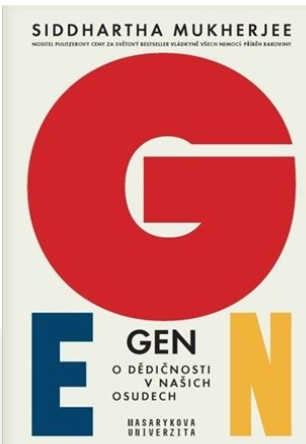 SIDDHARTHA MUKHERJEE
NOSITEL PULITZEROVY CENY ZA SVĚTOVÝ BESTSELLER VLÁDKYNĚ VŠECH NEMOCÍ. PŘÍBĚH RAKOVINY
G
E N
GEN
O DĚDIČNOSTI
V NAŠICH
OSUDECH
MASARYKOVA
UNIVERZITA